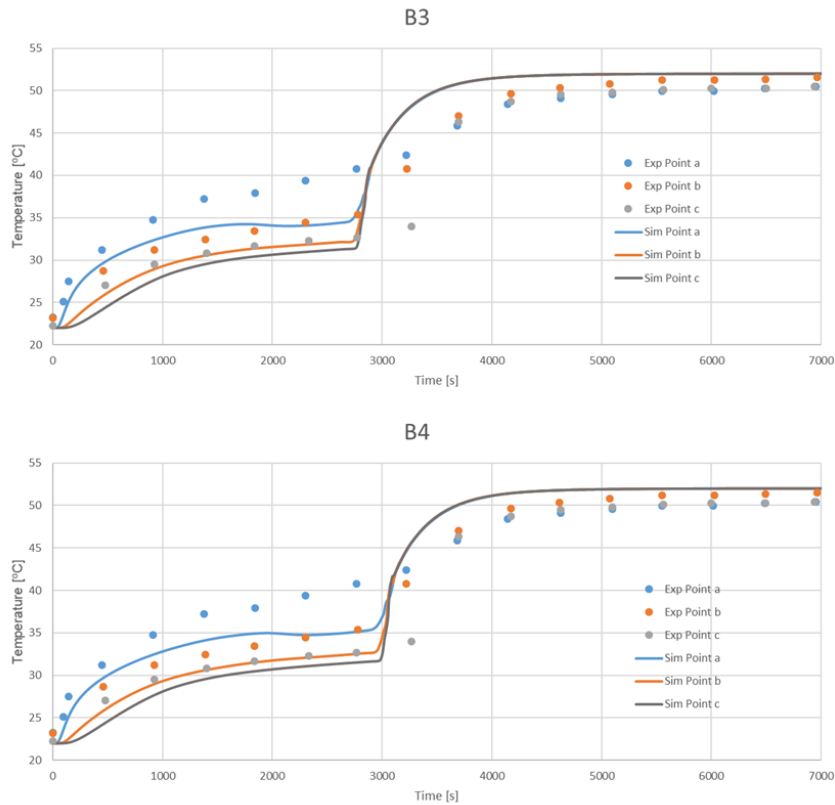 B3
Temperature [°C]
55
50
45
40
35
30
25
20
0 1000 2000 3000 4000 5000 6000 7000
Time [s]
Exp Point a
Exp Point b
Exp Point c
Sim Point a
Sim Point b
Sim Point c
B4
Temperature [°C]
55
50
45
40
35
30
25
20
0 1000 2000 3000 4000 5000 6000 7000
Time [s]
Exp Point a
Exp Point b
Exp Point c
Sim Point a
Sim Point b
Sim Point c